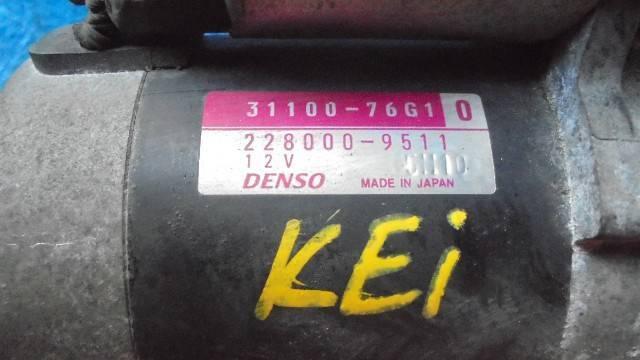 31100-76G1 0
228000-9511
12V
DENSO MADE IN JAPAN
KEi